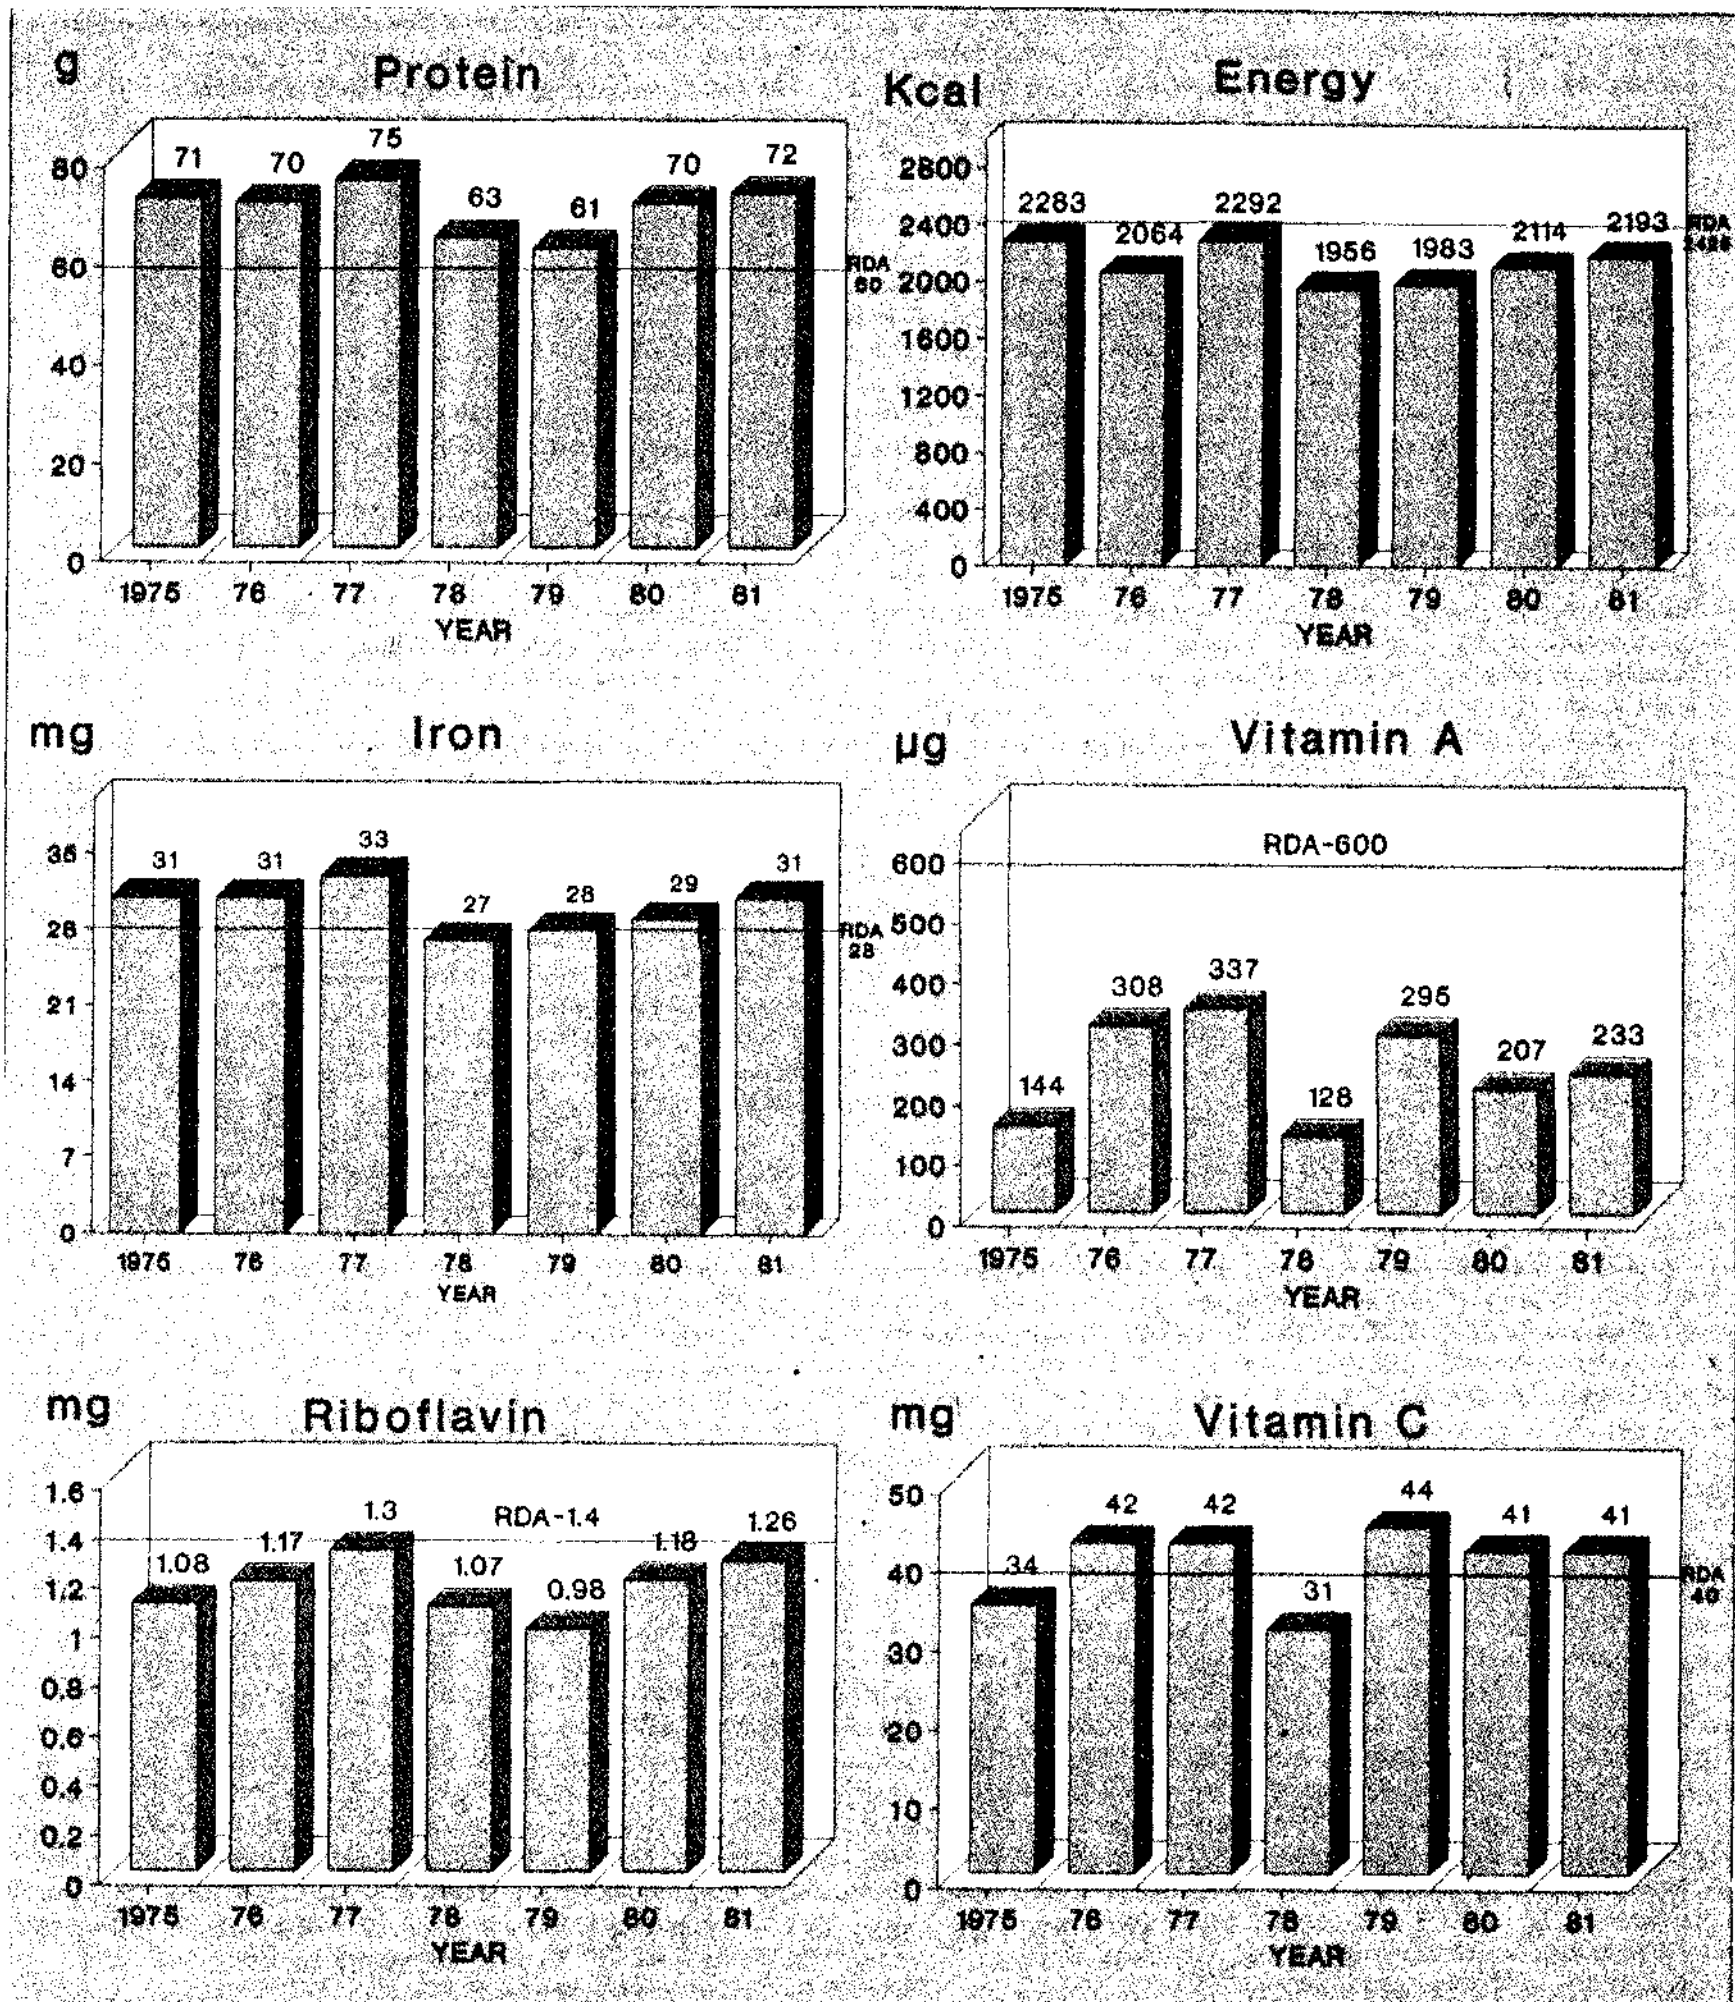 g Protein
80
60
40
20
0
71 70 75 63 61 70 72
RDA
60
1975 76 77 78 79 80 81
YEAR
Kcal Energy
2800
2400
2000
1600
1200
800
400
0
2283 2064 2292 1956 1983 2114 2193
RDA
1975 76 77 78 79 80 81
YEAR
mg Iron
35
28
21
14
7
0
31 31 33 27 28 29 31
RDA
28
1975 76 77 78 79 80 81
YEAR
µg Vitamin A
600
500
400
300
200
100
0
RDA-600
144 308 337 128 295 207 233
1975 76 77 78 79 80 81
YEAR
mg Riboflavin
1.6
1.4
1.2
1
0.8
0.6
0.4
0.2
0
RDA-1.4
1.08 1.17 1.3 1.07 0.98 1.18 1.26
1975 76 77 78 79 80 81
YEAR
mg Vitamin C
50
40
30
20
10
0
34 42 42 31 44 41 41
RDA
40
1975 76 77 78 79 80 81
YEAR